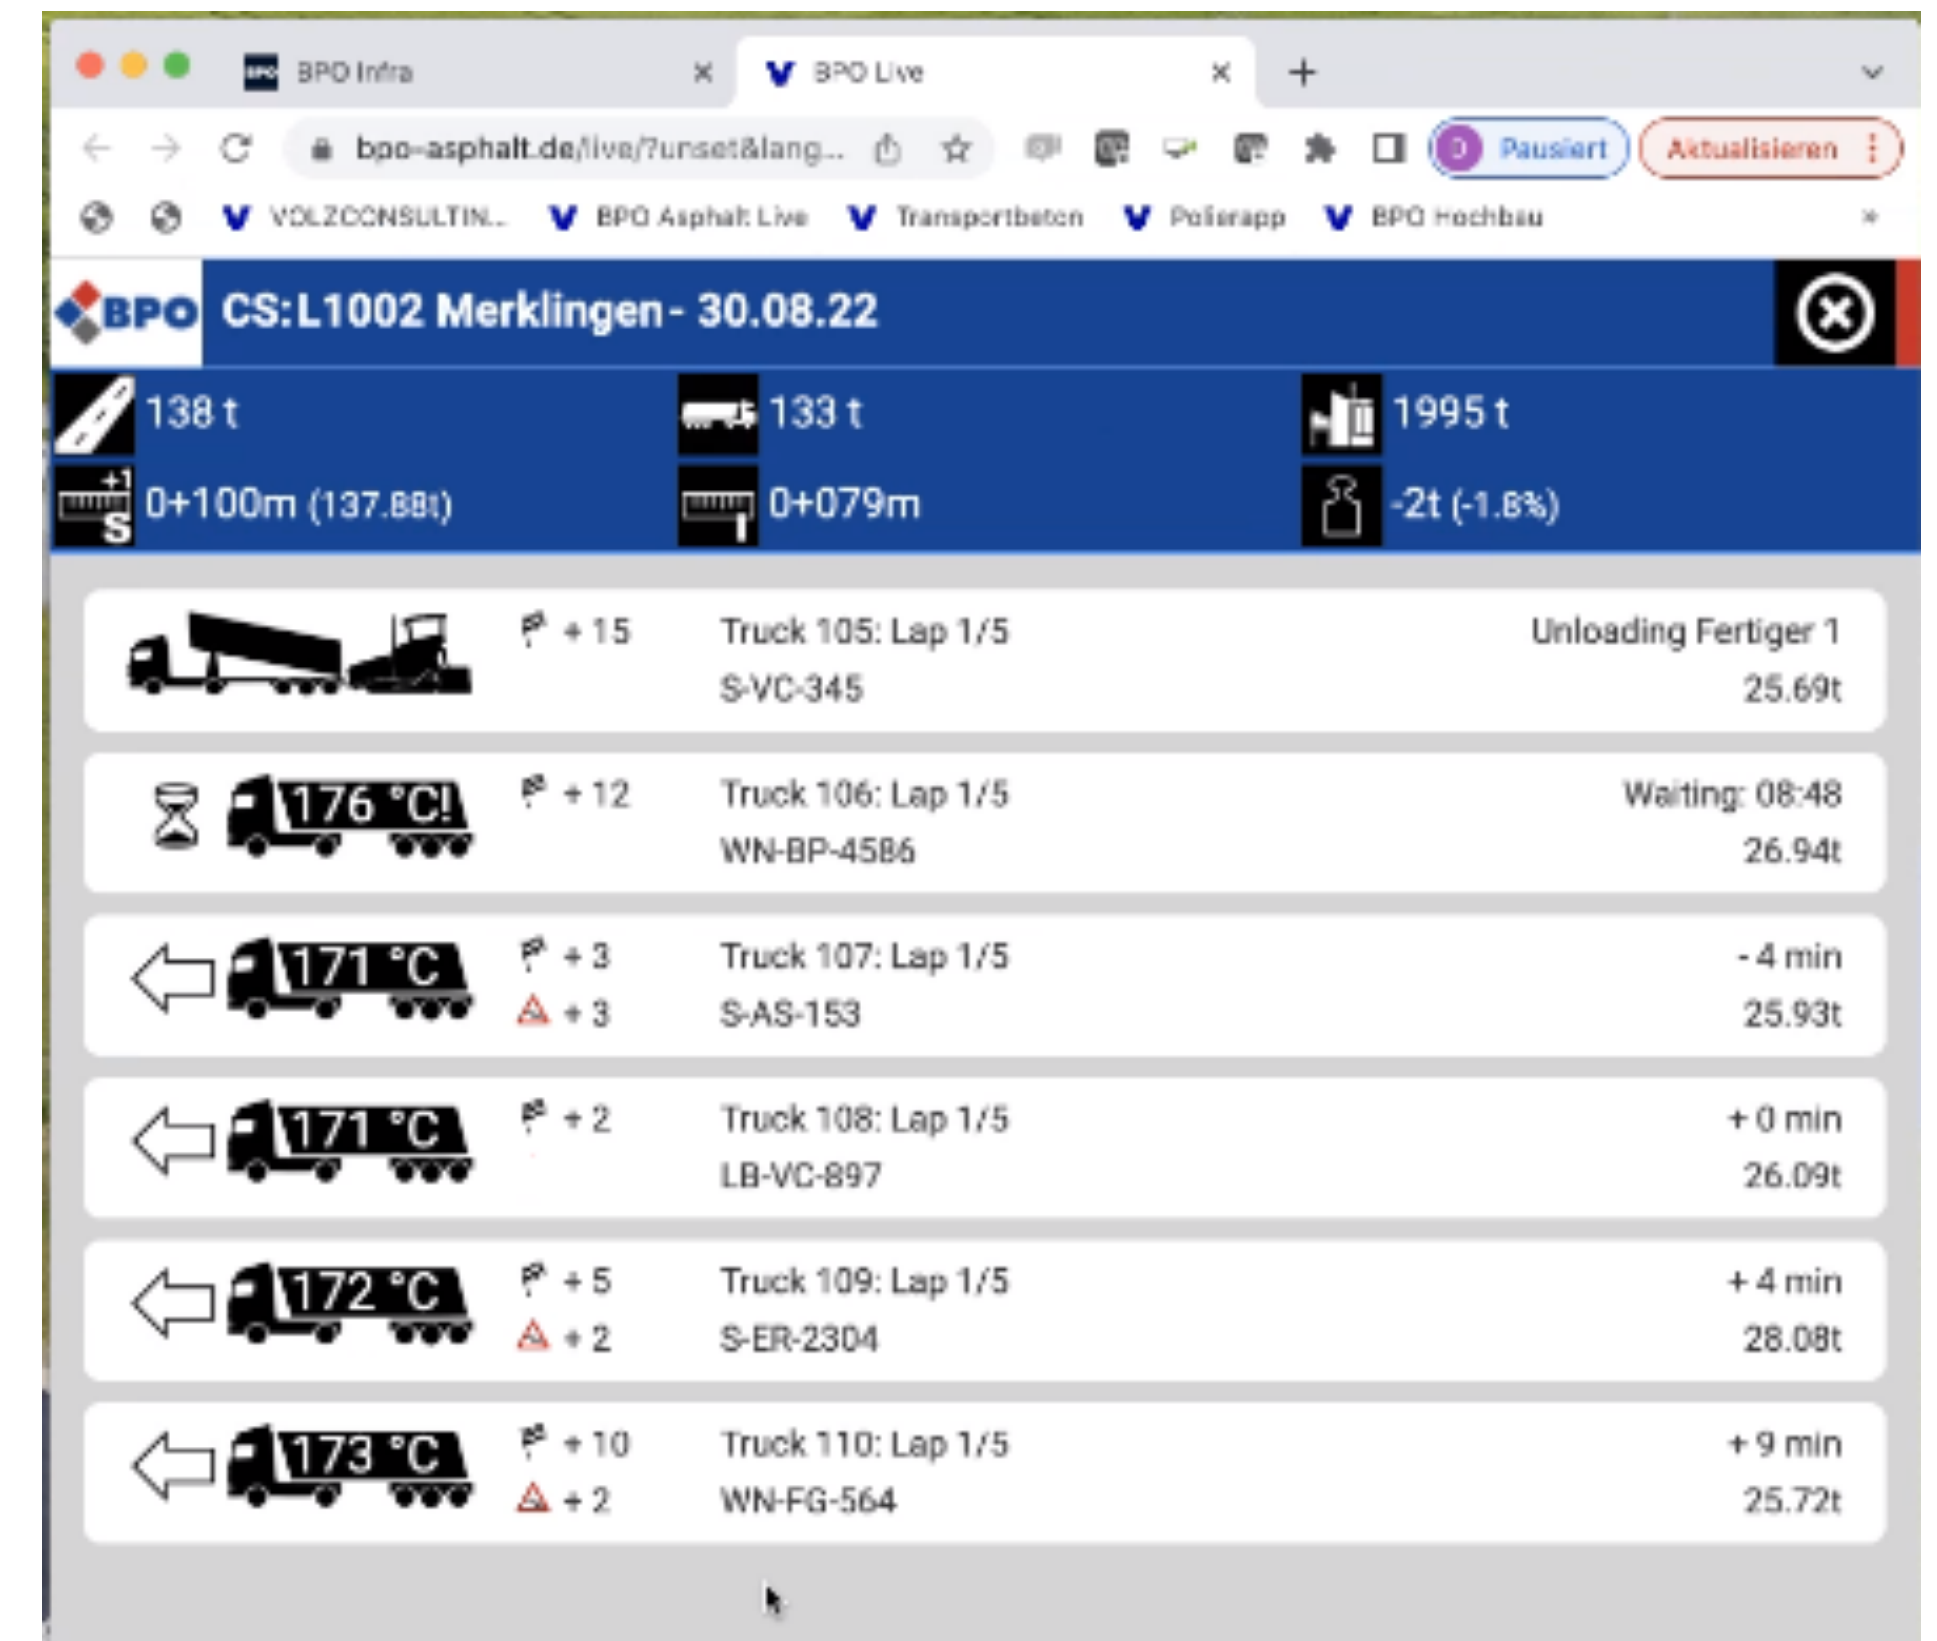 BPO Infra
BPO Live
bpo-asphalt.de/live/?unset&lang...
D
Pausiert
Aktualisieren
VOLZCONSULTIN...
BPO Asphalt Live
Transportbeton
Polierapp
BPO Hochbau
BPO
CS:L1002 Merklingen- 30.08.22
138 t
133 t
1995 t
+1
S
0+100m (137.88t)
I
0+079m
-2t (-1.8%)
+ 15
Truck 105: Lap 1/5
Unloading Fertiger 1
S-VC-345
25.69t
176 °C!
+ 12
Truck 106: Lap 1/5
Waiting: 08:48
WN-BP-4586
26.94t
171 °C
+ 3
Truck 107: Lap 1/5
- 4 min
+ 3
S-AS-153
25.93t
171 °C
+ 2
Truck 108: Lap 1/5
+ 0 min
LB-VC-897
26.09t
172 °C
+ 5
Truck 109: Lap 1/5
+ 4 min
+ 2
S-ER-2304
28.08t
173 °C
+ 10
Truck 110: Lap 1/5
+ 9 min
+ 2
WN-FG-564
25.72t